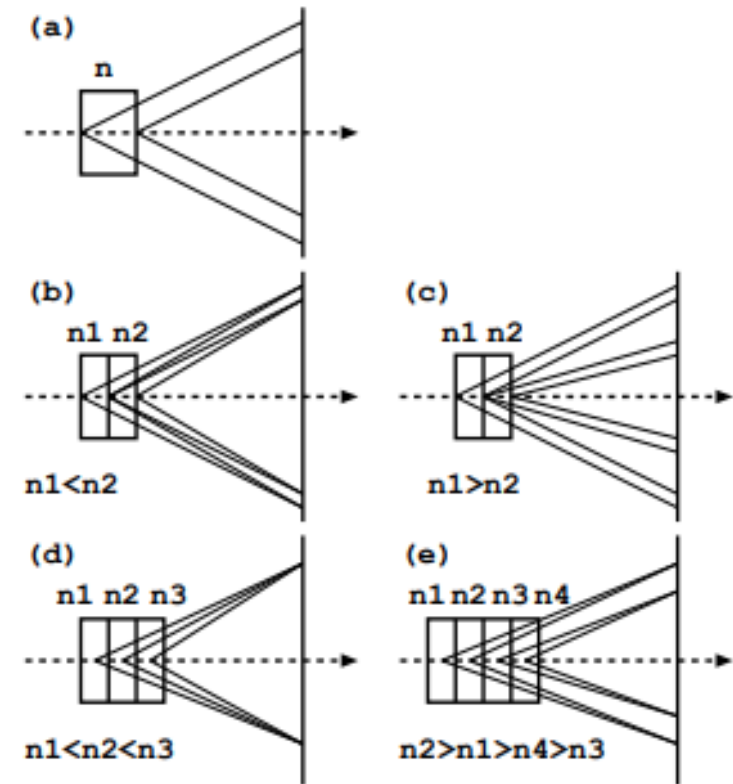 (a)
n
(b)
n1 n2
n1<n2
(c)
n1 n2
n1>n2
(d)
n1 n2 n3
n1<n2<n3
(e)
n1 n2 n3 n4
n2>n1>n4>n3